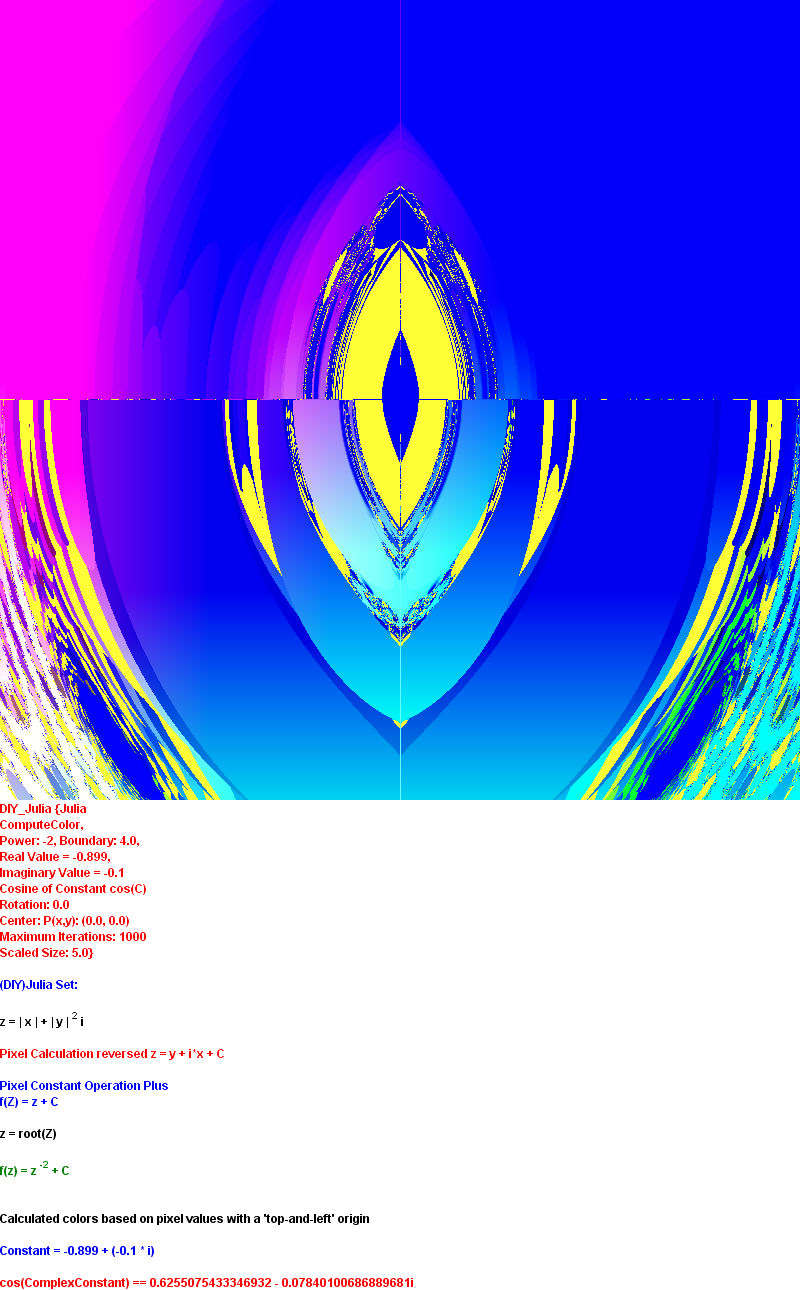 DIY_Julia {Julia
ComputeColor,
Power: -2, Boundary: 4.0,
Real Value = -0.899,
Imaginary Value = -0.1
Cosine of Constant cos(C)
Rotation: 0.0
Center: P(x,y): (0.0, 0.0)
Maximum Iterations: 1000
Scaled Size: 5.0}
(DIY)Julia Set:
z = | x | + | y | ² i
Pixel Calculation reversed z = y + i*x + C
Pixel Constant Operation Plus
f(Z) = z + C
z = root(Z)
f(z) = z ⁻² + C
Calculated colors based on pixel values with a 'top-and-left' origin
Constant = -0.899 + (-0.1 * i)
cos(ComplexConstant) == 0.6255075433346932 - 0.07840100686889681i